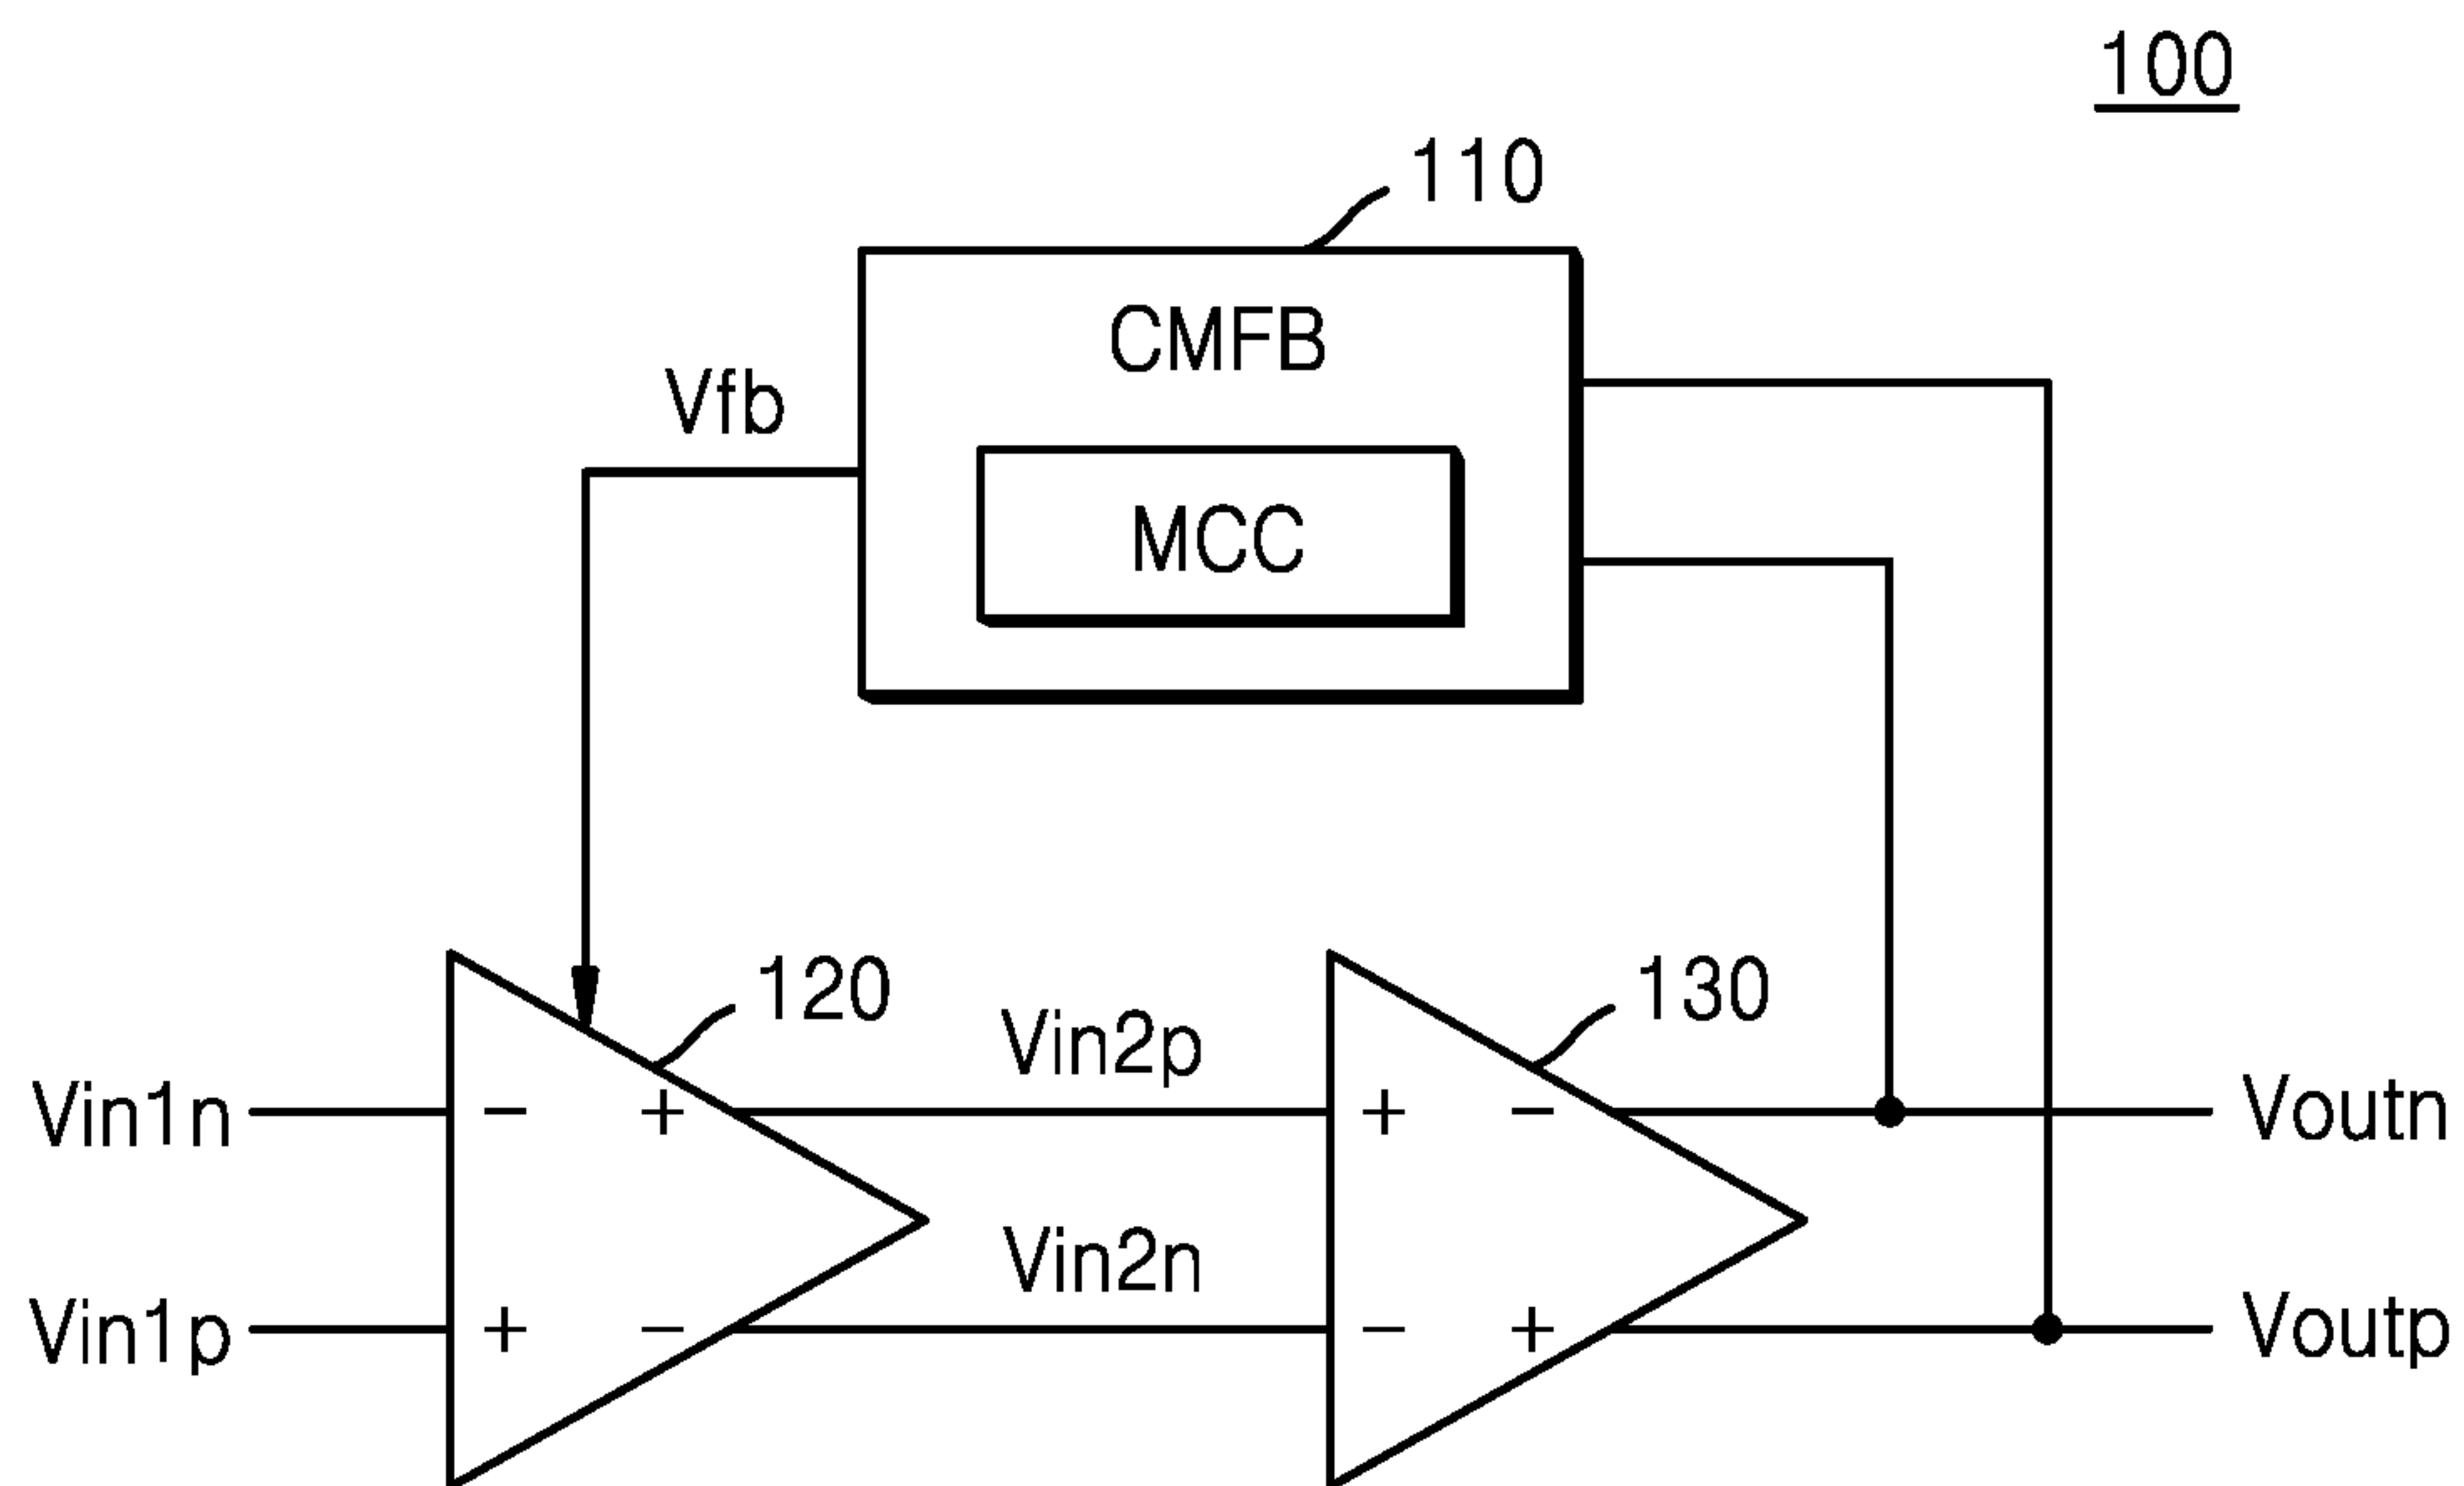 100
110
CMFB
Vfb
MCC
120
130
Vin2p
Vin1n
- +
+ -
Voutn
Vin2n
Vin1p
+ -
- +
Voutp